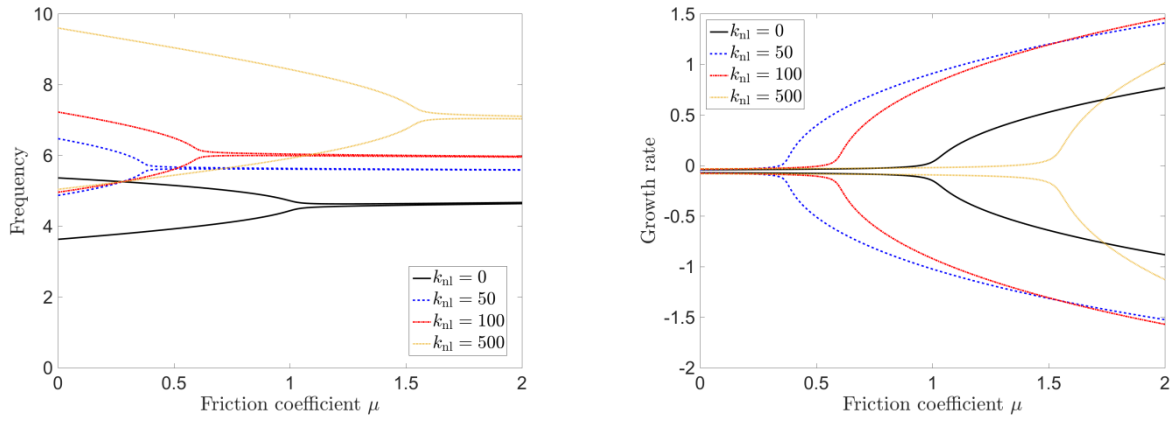 10
8
6
4
2
0
Frequency
0
0.5
1
1.5
2
Friction coefficient μ
k_nl = 0
k_nl = 50
k_nl = 100
k_nl = 500
1.5
1
0.5
0
-0.5
-1
-1.5
-2
Growth rate
0
0.5
1
1.5
2
Friction coefficient μ
k_nl = 0
k_nl = 50
k_nl = 100
k_nl = 500